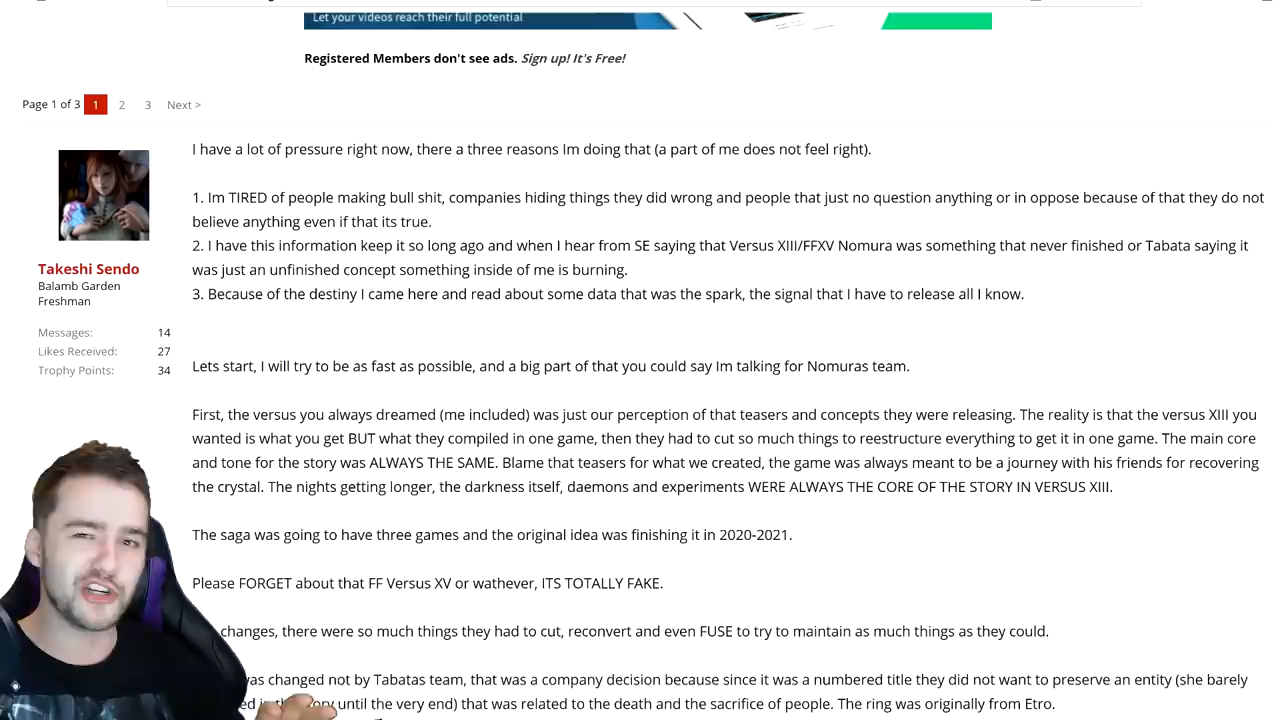 Let your videos reach their full potential
Registered Members don't see ads. Sign up! It's Free!
Page 1 of 3 1 2 3 Next >
I have a lot of pressure right now, there a three reasons Im doing that (a part of me does not feel right).
1. Im TIRED of people making bull shit, companies hiding things they did wrong and people that just no question anything or in oppose because of that they do not
believe anything even if that its true.
2. I have this information keep it so long ago and when I hear from SE saying that Versus XIII/FFXV Nomura was something that never finished or Tabata saying it
was just an unfinished concept something inside of me is burning.
3. Because of the destiny I came here and read about some data that was the spark, the signal that I have to release all I know.
Takeshi Sendo
Balamb Garden
Freshman
Messages: 14
Likes Received: 27
Trophy Points: 34
Lets start, I will try to be as fast as possible, and a big part of that you could say Im talking for Nomuras team.
First, the versus you always dreamed (me included) was just our perception of that teasers and concepts they were releasing. The reality is that the versus XIII you
wanted is what you get BUT what they compiled in one game, then they had to cut so much things to reestructure everything to get it in one game. The main core
and tone for the story was ALWAYS THE SAME. Blame that teasers for what we created, the game was always meant to be a journey with his friends for recovering
the crystal. The nights getting longer, the darkness itself, daemons and experiments WERE ALWAYS THE CORE OF THE STORY IN VERSUS XIII.
The saga was going to have three games and the original idea was finishing it in 2020-2021.
Please FORGET about that FF Versus XV or wathever, ITS TOTALLY FAKE.
changes, there were so much things they had to cut, reconvert and even FUSE to try to maintain as much things as they could.
was changed not by Tabatas team, that was a company decision because since it was a numbered title they did not want to preserve an entity (she barely
until the very end) that was related to the death and the sacrifice of people. The ring was originally from Etro.